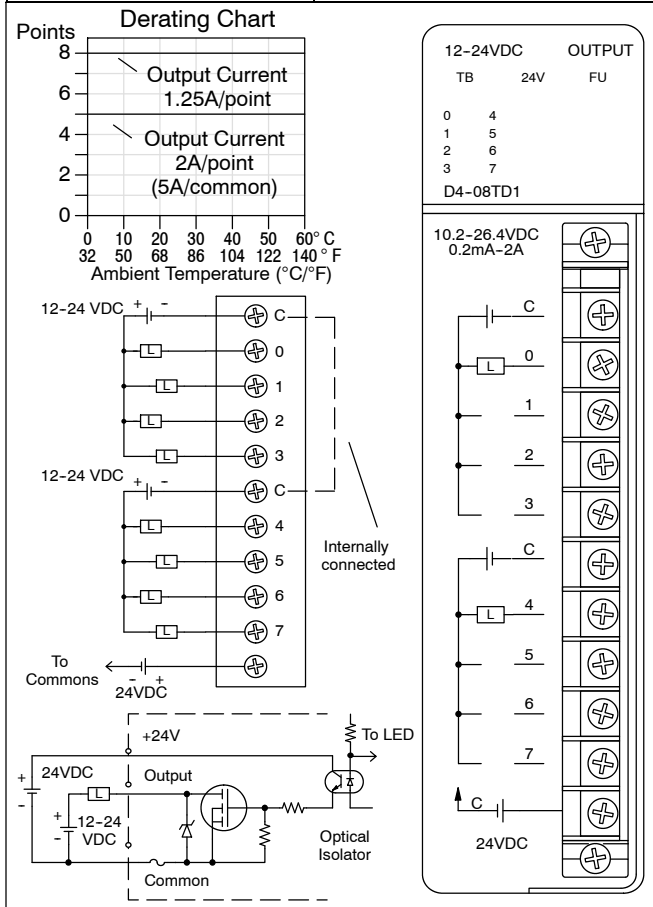 Derating Chart
Points
8
6
4
2
0
Output Current
1.25A/point
Output Current
2A/point
(5A/common)
0 10 20 30 40 50 60°C
32 50 68 86 104 122 140°F
Ambient Temperature (°C/°F)
12-24 VDC + -
C
L 0
L 1
L 2
L 3
12-24 VDC + -
C
L 4
L 5
L 6
L 7
Internally
connected
To
Commons
- +
24VDC
+24V
To LED
24VDC
+
-
Output
L
+
-
12-24
VDC
Optical
Isolator
Common
12-24VDC OUTPUT
TB 24V FU
0 4
1 5
2 6
3 7
D4-08TD1
10.2-26.4VDC
0.2mA-2A
C
L 0
1
2
3
C
L 4
5
6
7
C
24VDC